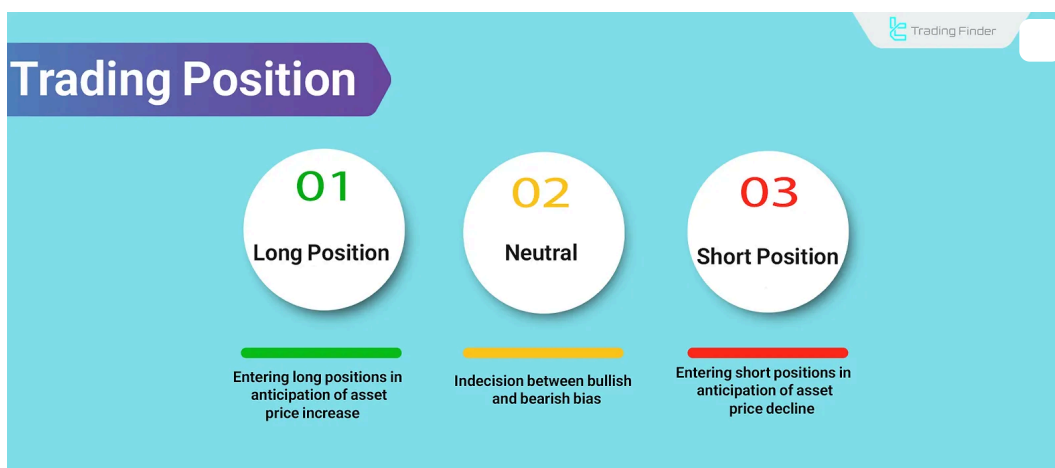 Trading Finder
Trading Position
01
Long Position
Entering long positions in
anticipation of asset
price increase
02
Neutral
Indecision between bullish
and bearish bias
03
Short Position
Entering short positions in
anticipation of asset
price decline